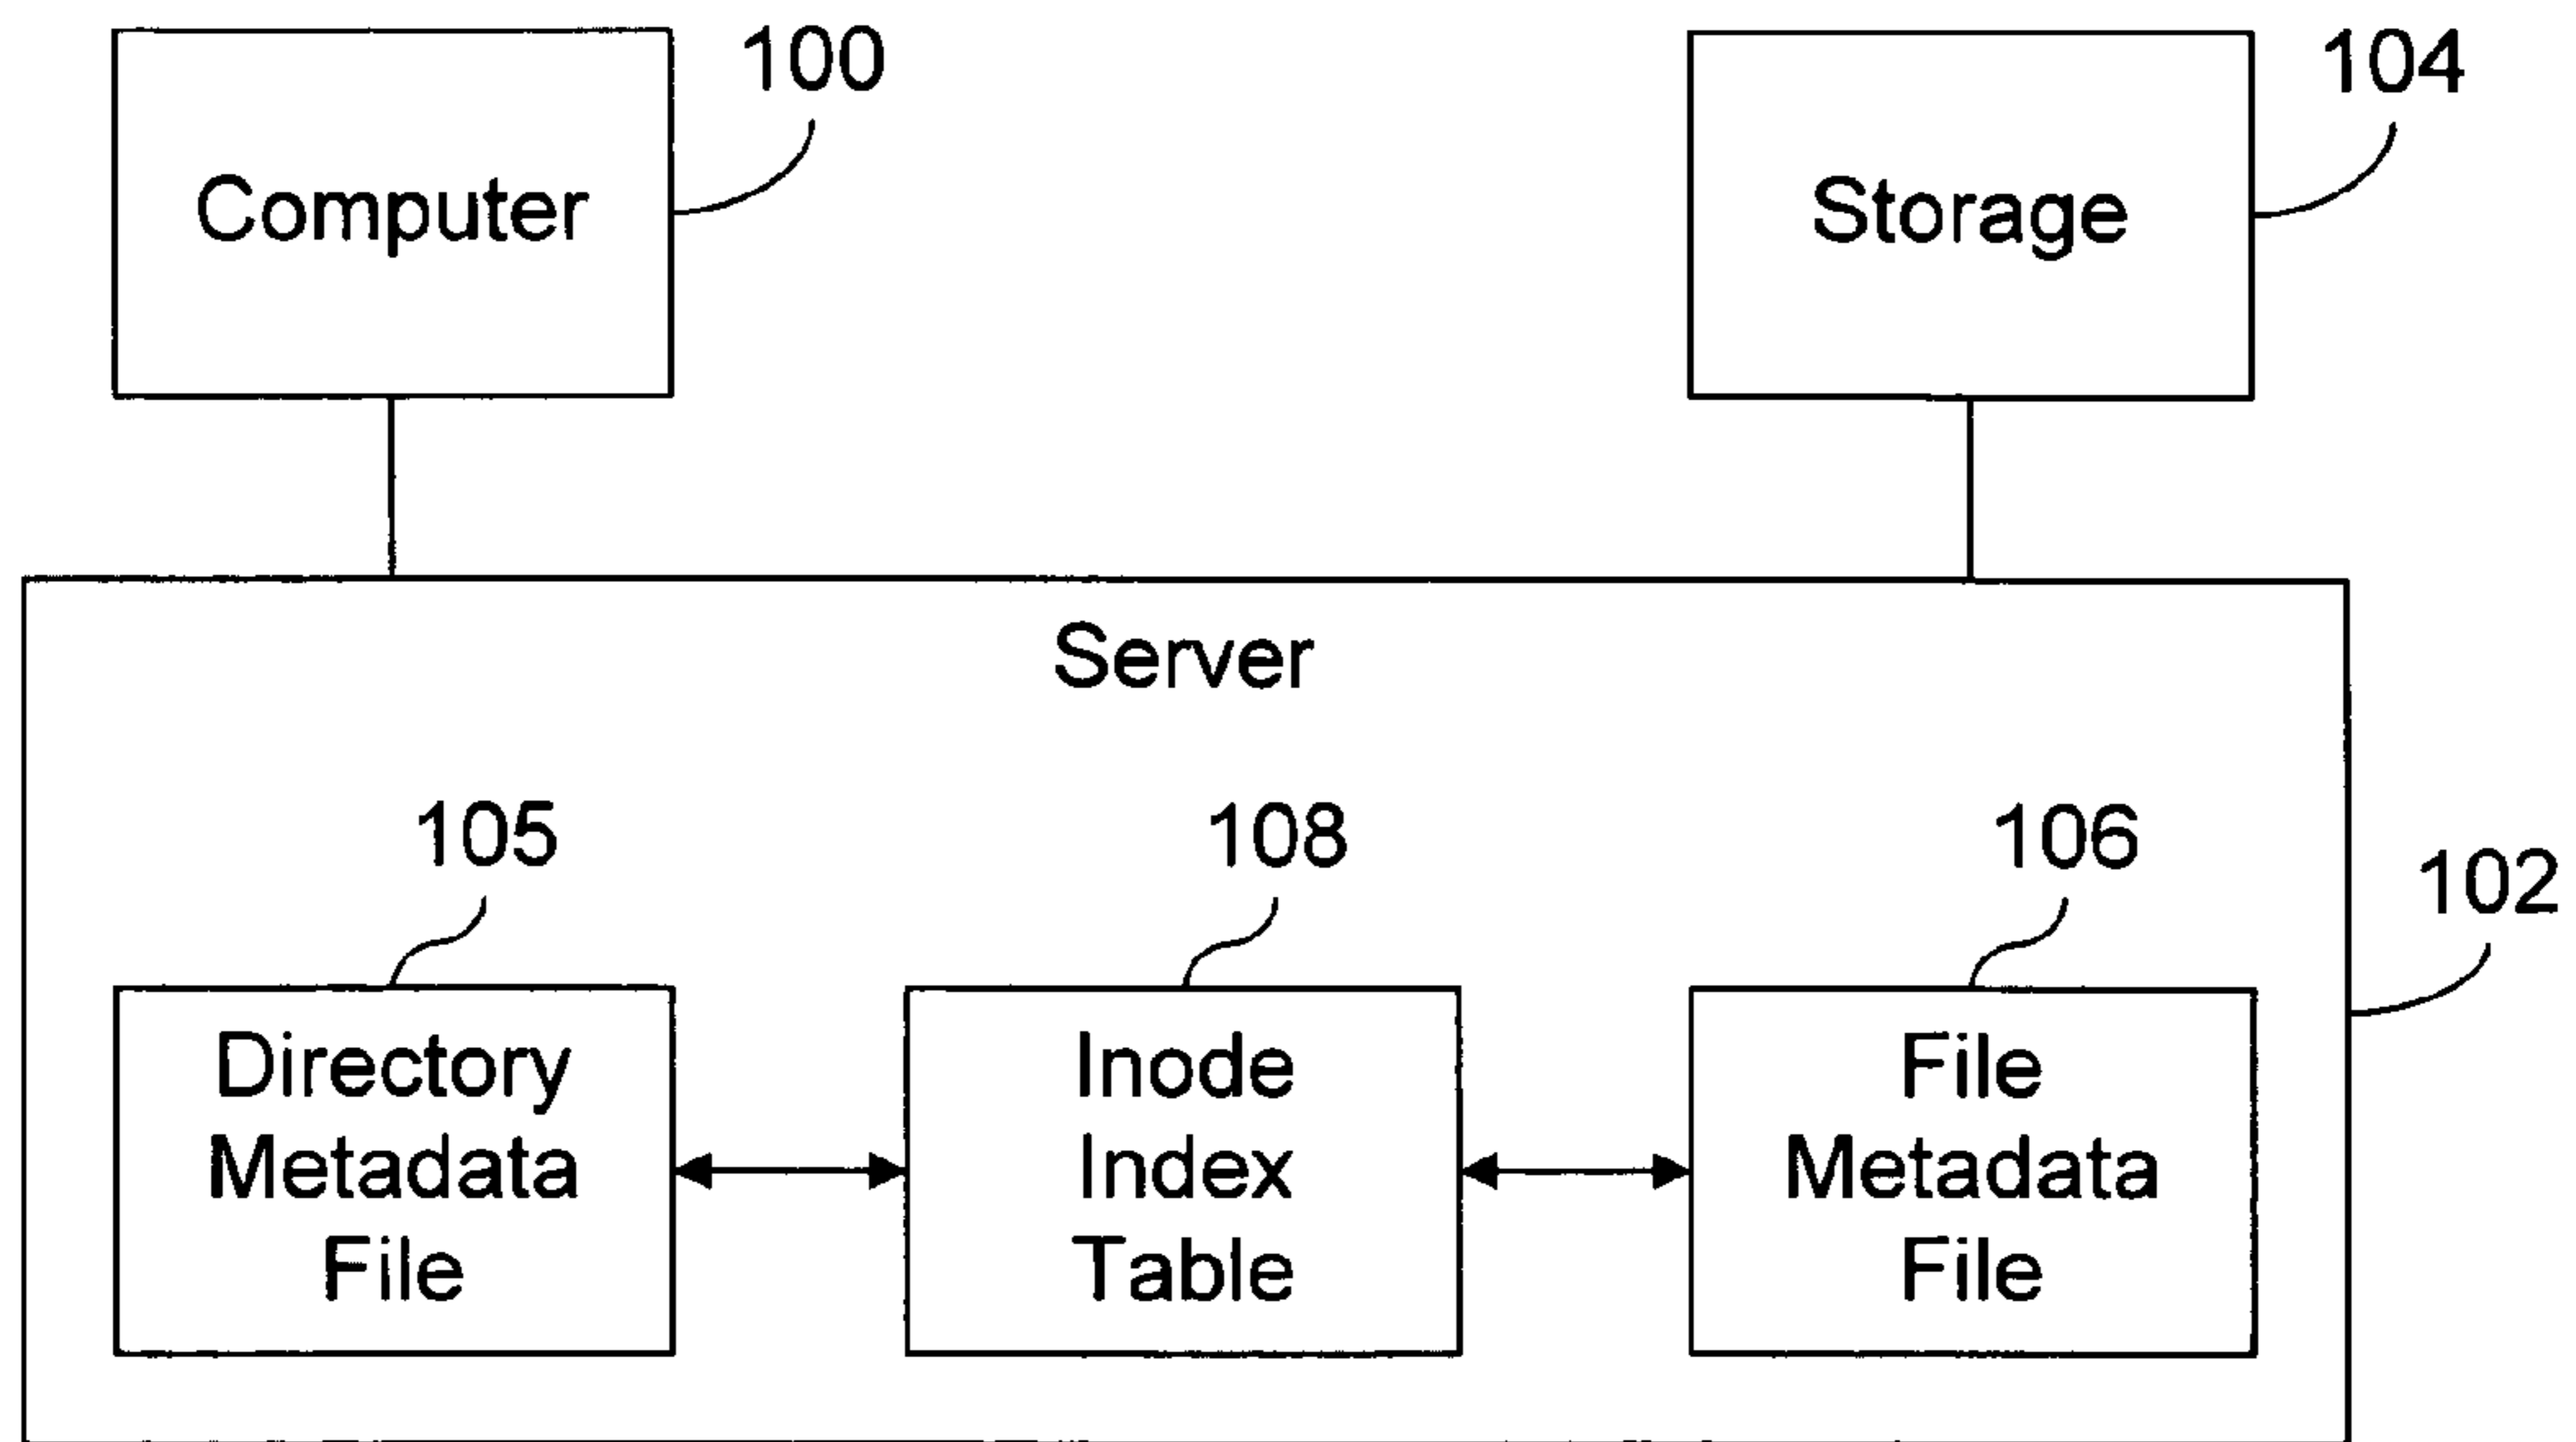 100
104
Computer
Storage
Server
105
108
106
102
Directory
Metadata
File
Inode
Index
Table
File
Metadata
File